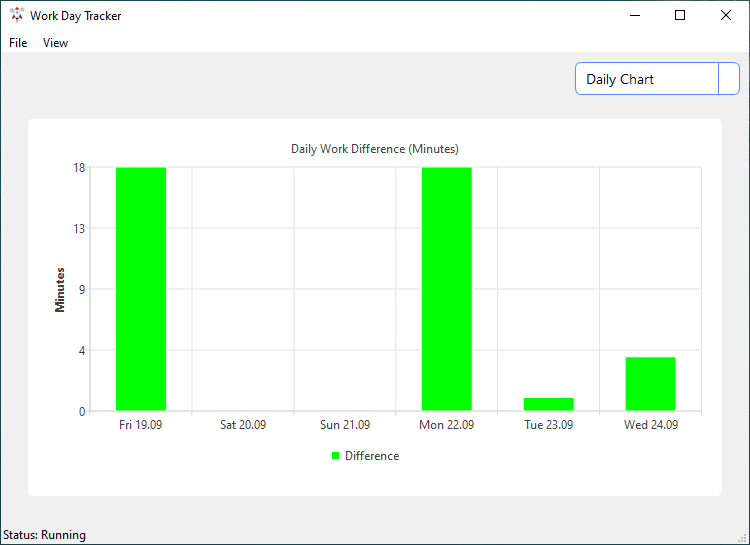 Work Day Tracker
File View
Daily Chart
Daily Work Difference (Minutes)
Minutes
18
13
9
4
0
Fri 19.09 Sat 20.09 Sun 21.09 Mon 22.09 Tue 23.09 Wed 24.09
Difference
Status: Running